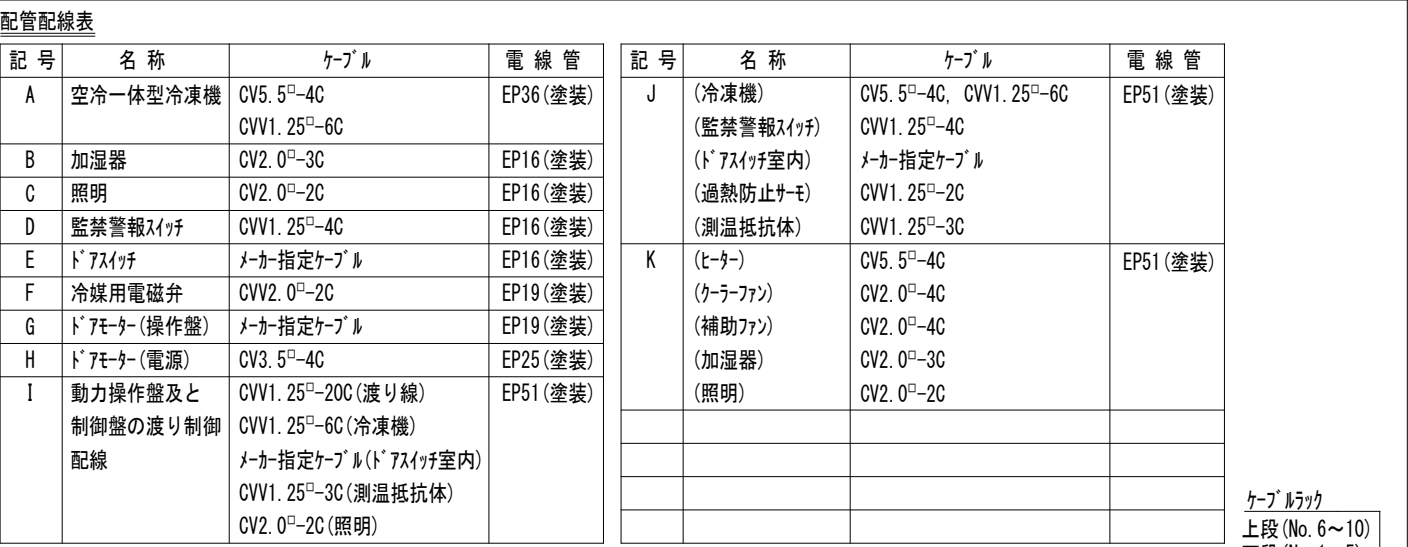 配管配線表
記 号 名 称 ｹｰﾌﾞﾙ 電 線 管
A 空冷一体型冷凍機 CV5.5□-4C EP36(塗装)
CVV1.25□-6C
B 加湿器 CV2.0□-3C EP16(塗装)
C 照明 CV2.0□-2C EP16(塗装)
D 監禁警報ｽｲｯﾁ CVV1.25□-4C EP16(塗装)
E ﾄﾞｱｽｲｯﾁ ﾒｰｶｰ指定ｹｰﾌﾞﾙ EP16(塗装)
F 冷媒用電磁弁 CVV2.0□-2C EP19(塗装)
G ﾄﾞｱﾓｰﾀｰ(操作盤) ﾒｰｶｰ指定ｹｰﾌﾞﾙ EP19(塗装)
H ﾄﾞｱﾓｰﾀｰ(電源) CV3.5□-4C EP25(塗装)
I 動力操作盤及と CVV1.25□-20C(渡り線) EP51(塗装)
制御盤の渡り制御 CVV1.25□-6C(冷凍機)
配線 ﾒｰｶｰ指定ｹｰﾌﾞﾙ(ﾄﾞｱｽｲｯﾁ室内)
CVV1.25□-3C(測温抵抗体)
CV2.0□-2C(照明)
記 号 名 称 ｹｰﾌﾞﾙ 電 線 管
J (冷凍機) CV5.5□-4C, CVV1.25□-6C EP51(塗装)
(監禁警報ｽｲｯﾁ) CVV1.25□-4C
(ﾄﾞｱｽｲｯﾁ室内) ﾒｰｶｰ指定ｹｰﾌﾞﾙ
(過熱防止ｻｰﾓ) CVV1.25□-2C
(測温抵抗体) CVV1.25□-3C
K (ﾋｰﾀｰ) CV5.5□-4C EP51(塗装)
(ｸｰﾗｰﾌｧﾝ) CV2.0□-4C
(補助ﾌｧﾝ) CV2.0□-4C
(加湿器) CV2.0□-3C
(照明) CV2.0□-2C
ｹｰﾌﾞﾙﾗｯｸ
上段(No.6～10)